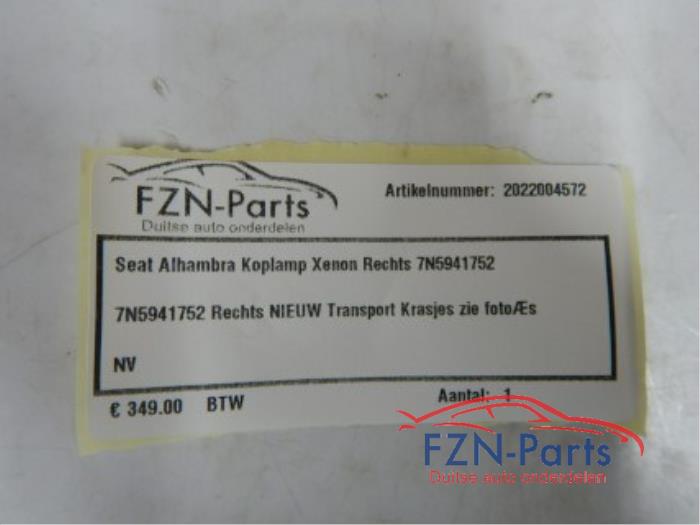 FZN-Parts
Duitse auto onderdelen
Artikelnummer: 2022004572
Seat Alhambra Koplamp Xenon Rechts 7N5941752
7N5941752 Rechts NIEUW Transport Krasjes zie fotoÆs
NV
€ 349.00 BTW
Aantal: 1
FZN-Parts
Duitse auto onderdelen